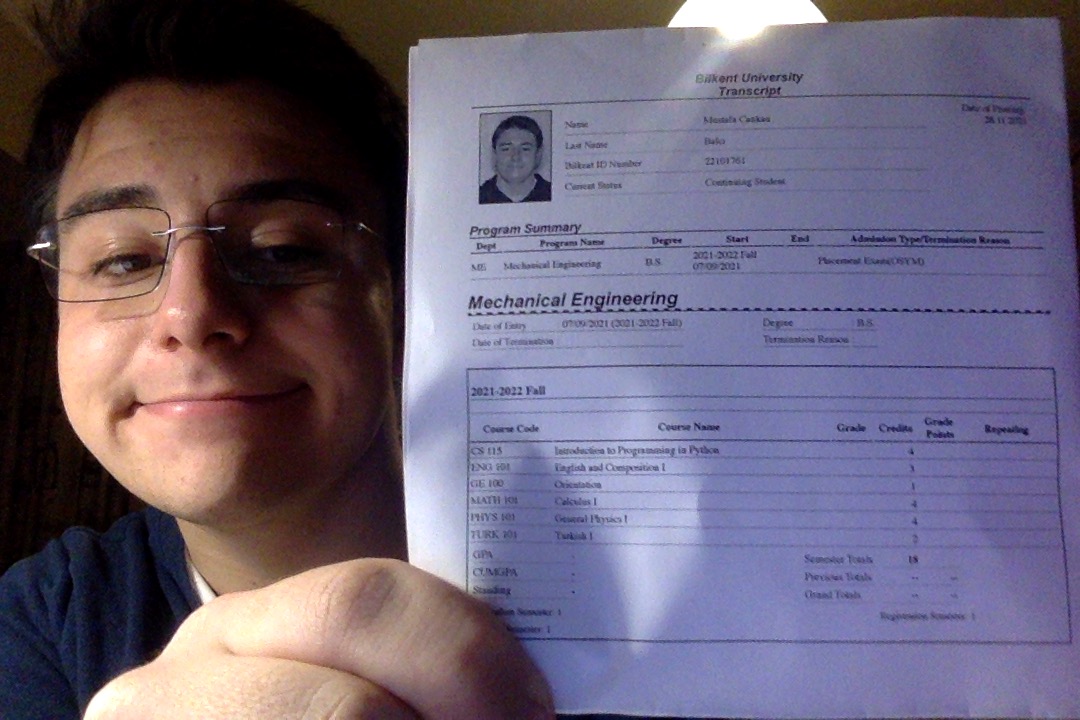 Bilkent University
Transcript
Date of Printing
Name Mustafa Cankan
Last Name Balcı
Bilkent ID Number 22101761
Current Status Continuing Student
Program Summary
Dept Program Name Degree Start End Admission Type/Termination Reason
ME Mechanical Engineering B.S. 2021-2022 Fall 07/09/2021 Placement Exam(OSYM)
Mechanical Engineering
Date of Entry 07/09/2021 (2021-2022 Fall) Degree B.S.
Date of Termination Termination Reason
2021-2022 Fall
Course Code Course Name Grade Credits Grade Points Repeating
CS 115 Introduction to Programming in Python 4
ENG 101 English and Composition I 3
GE 100 Orientation 1
MATH 101 Calculus I 4
PHYS 101 General Physics I 4
TURK 101 Turkish I 2
GPA - Semester Totals 18
CUMGPA - Previous Totals -- --
Standing - Grand Totals -- --
Semester 1 Registration Semester 1
Semester 1